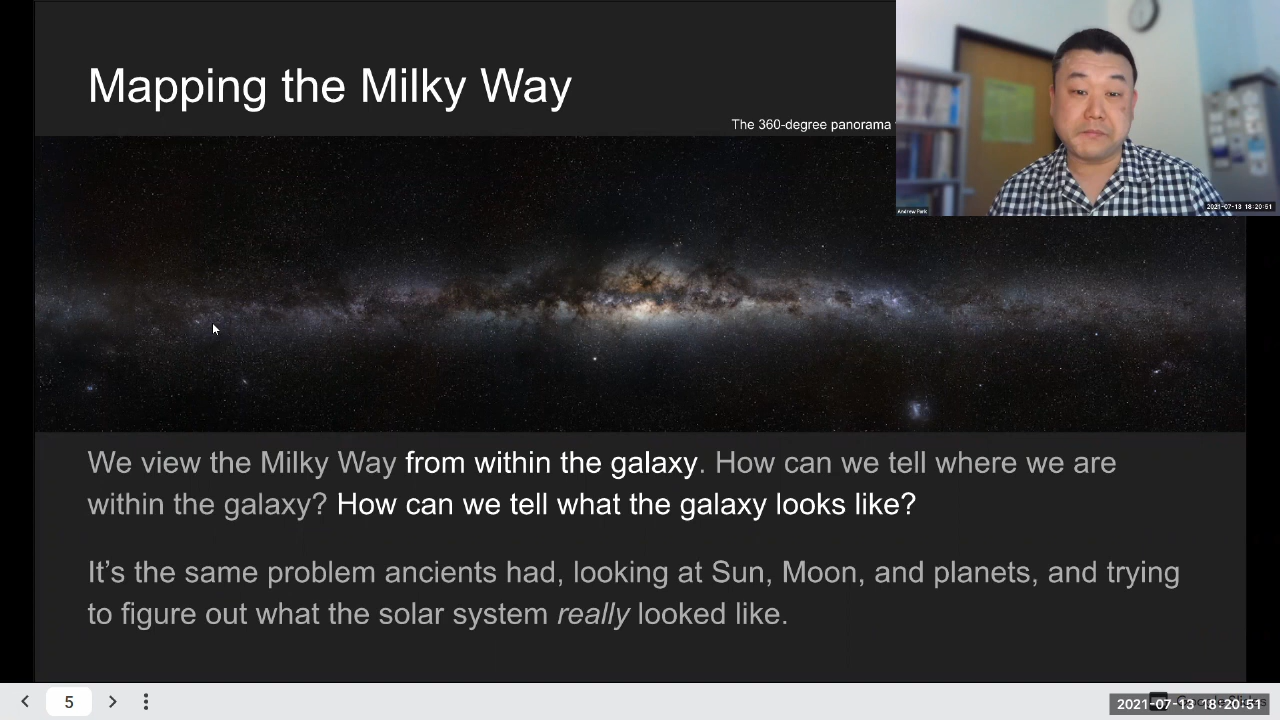 Mapping the Milky Way
The 360-degree panorama
Andrew Park
2021-07-13 18:20:51
We view the Milky Way from within the galaxy. How can we tell where we are
within the galaxy? How can we tell what the galaxy looks like?
It’s the same problem ancients had, looking at Sun, Moon, and planets, and trying
to figure out what the solar system really looked like.
5
2021-07-13 18:20:51